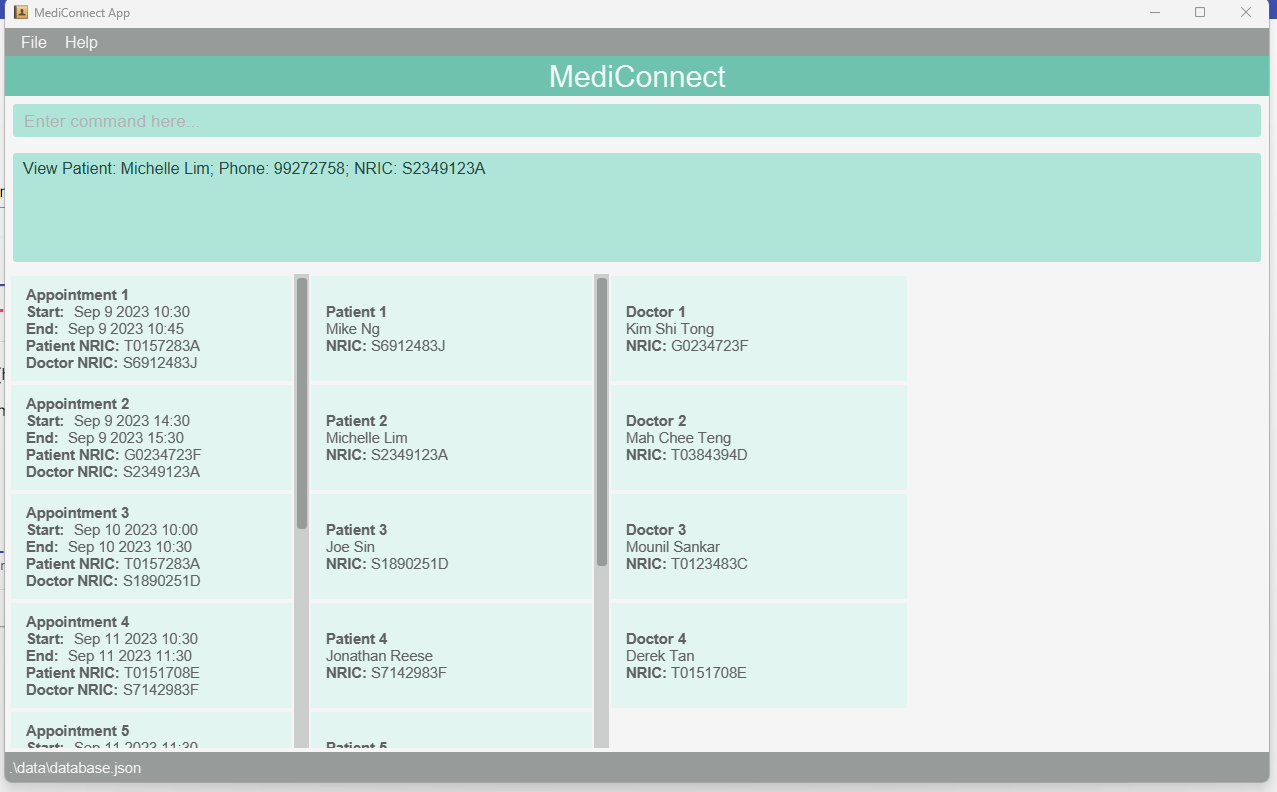 MediConnect App
File Help
MediConnect
Enter command here...
View Patient: Michelle Lim; Phone: 99272758; NRIC: S2349123A
Appointment 1
Start: Sep 9 2023 10:30
End: Sep 9 2023 10:45
Patient NRIC: T0157283A
Doctor NRIC: S6912483J
Appointment 2
Start: Sep 9 2023 14:30
End: Sep 9 2023 15:30
Patient NRIC: G0234723F
Doctor NRIC: S2349123A
Appointment 3
Start: Sep 10 2023 10:00
End: Sep 10 2023 10:30
Patient NRIC: T0157283A
Doctor NRIC: S1890251D
Appointment 4
Start: Sep 11 2023 10:30
End: Sep 11 2023 11:30
Patient NRIC: T0151708E
Doctor NRIC: S7142983F
Appointment 5
Start: Sep 11 2023 11:30
Patient 1
Mike Ng
NRIC: S6912483J
Patient 2
Michelle Lim
NRIC: S2349123A
Patient 3
Joe Sin
NRIC: S1890251D
Patient 4
Jonathan Reese
NRIC: S7142983F
Patient 5
Doctor 1
Kim Shi Tong
NRIC: G0234723F
Doctor 2
Mah Chee Teng
NRIC: T0384394D
Doctor 3
Mounil Sankar
NRIC: T0123483C
Doctor 4
Derek Tan
NRIC: T0151708E
.\data\database.json